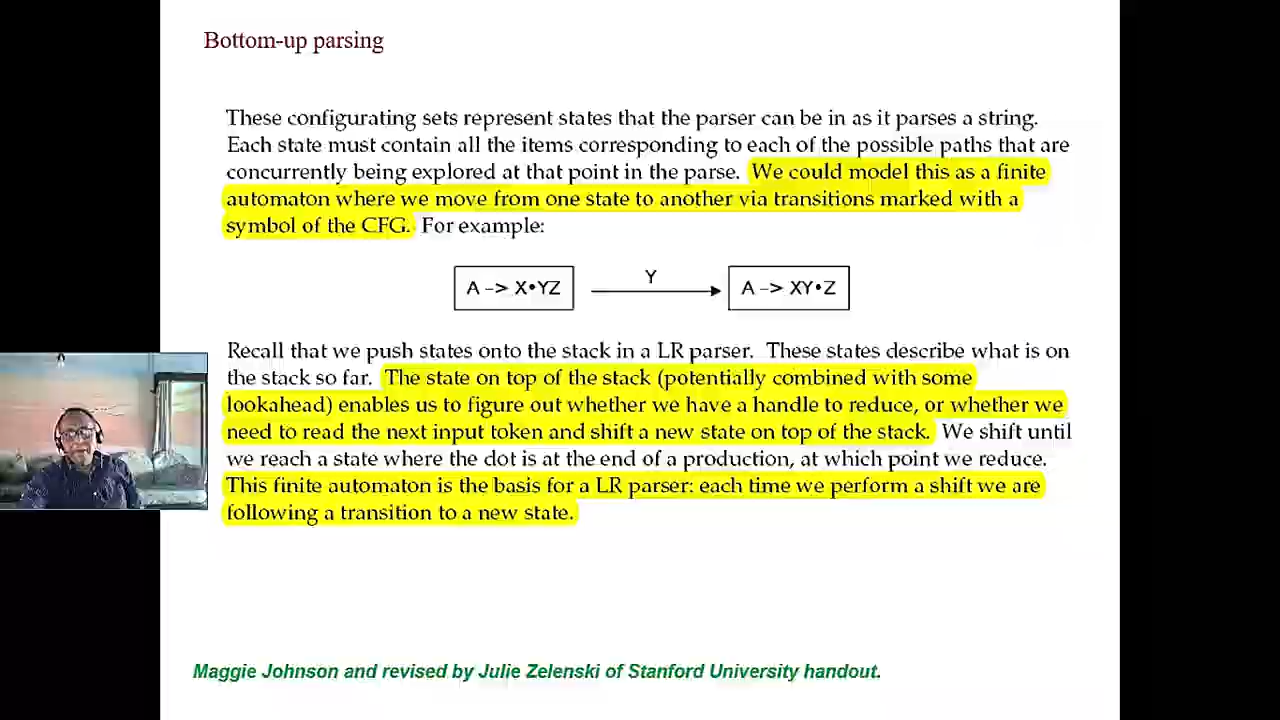 Bottom-up parsing
These configurating sets represent states that the parser can be in as it parses a string.
Each state must contain all the items corresponding to each of the possible paths that are
concurrently being explored at that point in the parse. We could model this as a finite
automaton where we move from one state to another via transitions marked with a
symbol of the CFG. For example:
A –> X•YZ Y A –> XY•Z
Recall that we push states onto the stack in a LR parser. These states describe what is on
the stack so far. The state on top of the stack (potentially combined with some
lookahead) enables us to figure out whether we have a handle to reduce, or whether we
need to read the next input token and shift a new state on top of the stack. We shift until
we reach a state where the dot is at the end of a production, at which point we reduce.
This finite automaton is the basis for a LR parser: each time we perform a shift we are
following a transition to a new state.
Maggie Johnson and revised by Julie Zelenski of Stanford University handout.